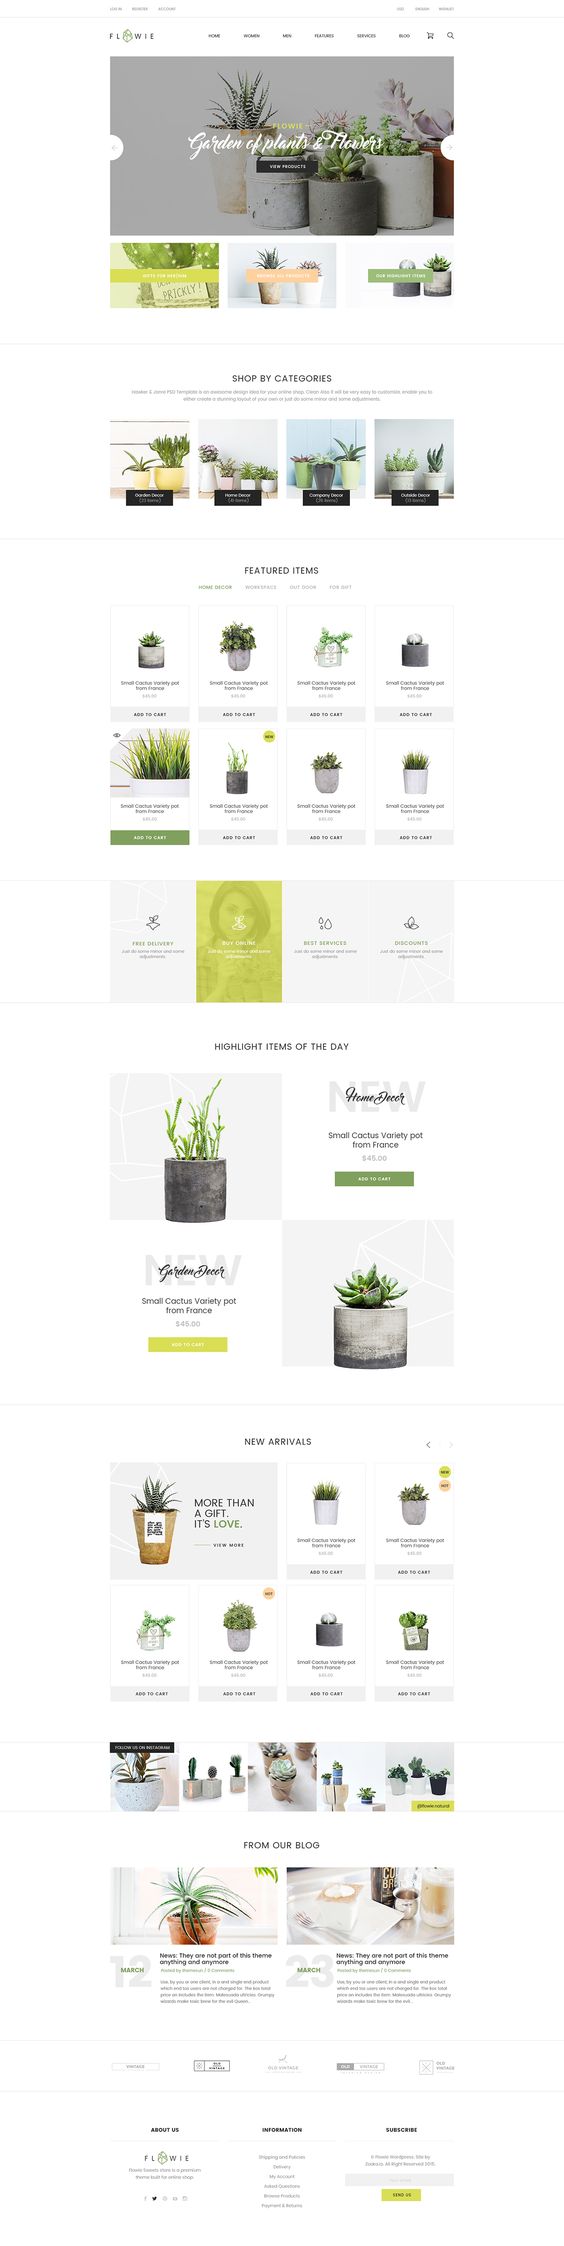 LOG IN
REGISTER
ACCOUNT
USD
ENGLISH
WISHLIST
FLOWIE
HOME
WOMEN
MEN
FEATURES
SERVICES
BLOG
FLOWIE
Garden of plants & Flowers
VIEW PRODUCTS
GIFTS FOR HER/HIM
PRICKLY!
BROWSE ALL PRODUCTS
OUR HIGHLIGHT ITEMS
SHOP BY CATEGORIES
Hawker & Jome PSD Template is an awesome design idea for your online shop. Clean Also it will be very easy to customize, enable you to
either create a stunning layout of your own or just do some minor and some adjustments.
Garden Decor
(23 items)
Home Decor
(41 items)
Company Decor
(26 items)
Outside Decor
(13 items)
FEATURED ITEMS
HOME DECOR
WORKSPACE
OUT DOOR
FOR GIFT
Small Cactus Variety pot
from France
$45.00
ADD TO CART
Small Cactus Variety pot
from France
$45.00
ADD TO CART
Small Cactus Variety pot
from France
$45.00
ADD TO CART
Small Cactus Variety pot
from France
$45.00
ADD TO CART
Small Cactus Variety pot
from France
$45.00
ADD TO CART
NEW
Small Cactus Variety pot
from France
$45.00
ADD TO CART
Small Cactus Variety pot
from France
$45.00
ADD TO CART
Small Cactus Variety pot
from France
$45.00
ADD TO CART
FREE DELIVERY
Just do some minor and some
adjustments.
BUY ONLINE
Just do some minor and some
adjustments.
BEST SERVICES
Just do some minor and some
adjustments.
DISCOUNTS
Just do some minor and some
adjustments.
HIGHLIGHT ITEMS OF THE DAY
NEW
Home Decor
Small Cactus Variety pot
from France
$45.00
ADD TO CART
NEW
Garden Decor
Small Cactus Variety pot
from France
$45.00
ADD TO CART
NEW ARRIVALS
MORE THAN
A GIFT.
IT'S LOVE.
VIEW MORE
Small Cactus Variety pot
from France
$45.00
ADD TO CART
NEW
HOT
Small Cactus Variety pot
from France
$45.00
ADD TO CART
Small Cactus Variety pot
from France
$45.00
ADD TO CART
HOT
Small Cactus Variety pot
from France
$45.00
ADD TO CART
Small Cactus Variety pot
from France
$45.00
ADD TO CART
Small Cactus Variety pot
from France
$45.00
ADD TO CART
FOLLOW US ON INSTAGRAM
@flowie.natural
FROM OUR BLOG
12
MARCH
News: They are not part of this theme
anything and anymore
Posted by themesun / 0 Comments
Use, by you or one client, in a and single end product
which end too users are not charged for. The box total
price an includes the item. Malesuada ultricies. Grumpy
wizards make toxic brew for the evil Queen..
23
MARCH
News: They are not part of this theme
anything and anymore
Posted by themesun / 0 Comments
Use, by you or one client, in a and single end product
which end too users are not charged for. The box total
price an includes the item. Malesuada ultricies. Grumpy
wizards make toxic brew for the evil ..
VINTAGE
OLD
VINTAGE
OLD VINTAGE
OLD
VINTAGE
OLD
VINTAGE
ABOUT US
FLOWIE
Flowie Sweets store is a premium
theme built for online shop.
INFORMATION
Shipping and Policies
Delivery
My Account
Asked Questions
Browse Products
Payment & Returns
SUBSCRIBE
© Flowie Wordpress. Site by
All Right Reserved 2015.
SEND US